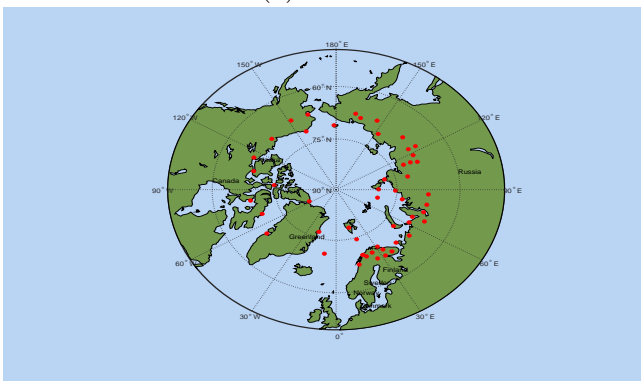 180° E
150° W
150° E
60° N
120° W
120° E
75° N
Russia
Canada
90° W
90° N
90° E
Greenland
60° W
60° E
Finland
30° W
30° E
0°